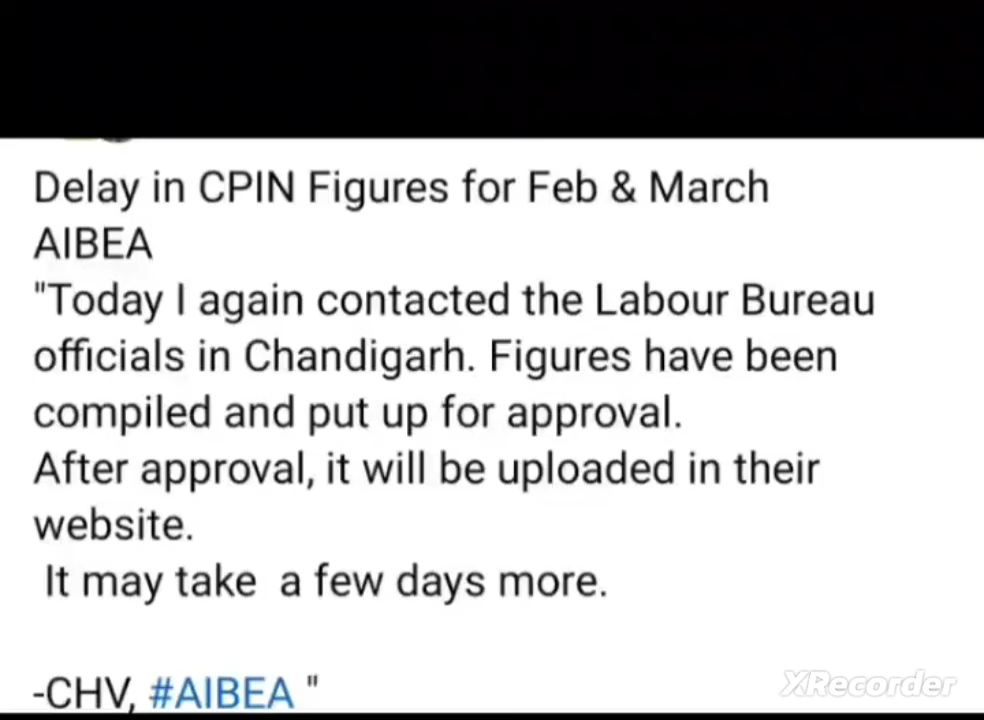 Delay in CPIN Figures for Feb & March
AIBEA
"Today I again contacted the Labour Bureau
officials in Chandigarh. Figures have been
compiled and put up for approval.
After approval, it will be uploaded in their
website.
It may take a few days more.
-CHV, #AIBEA "
XRecorder